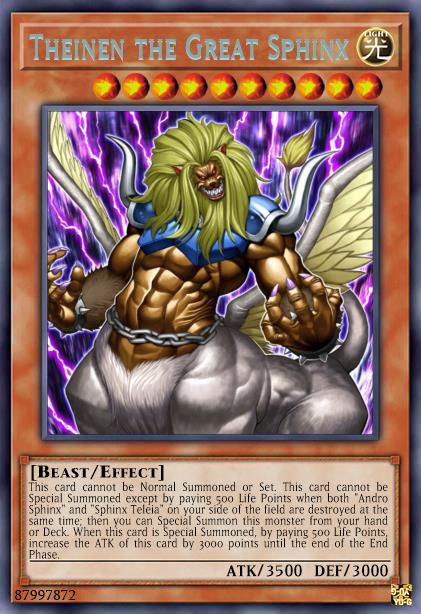 THEINEN THE GREAT SPHINX
LIGHT
光
[BEAST/EFFECT]
This card cannot be Normal Summoned or Set. This card cannot be
Special Summoned except by paying 500 Life Points when both "Andro
Sphinx" and "Sphinx Teleia" on your side of the field are destroyed at
the same time; then you can Special Summon this monster from your hand
or Deck. When this card is Special Summoned, by paying 500 Life Points,
increase the ATK of this card by 3000 points until the end of the End
Phase.
ATK/3500 DEF/3000
87997872